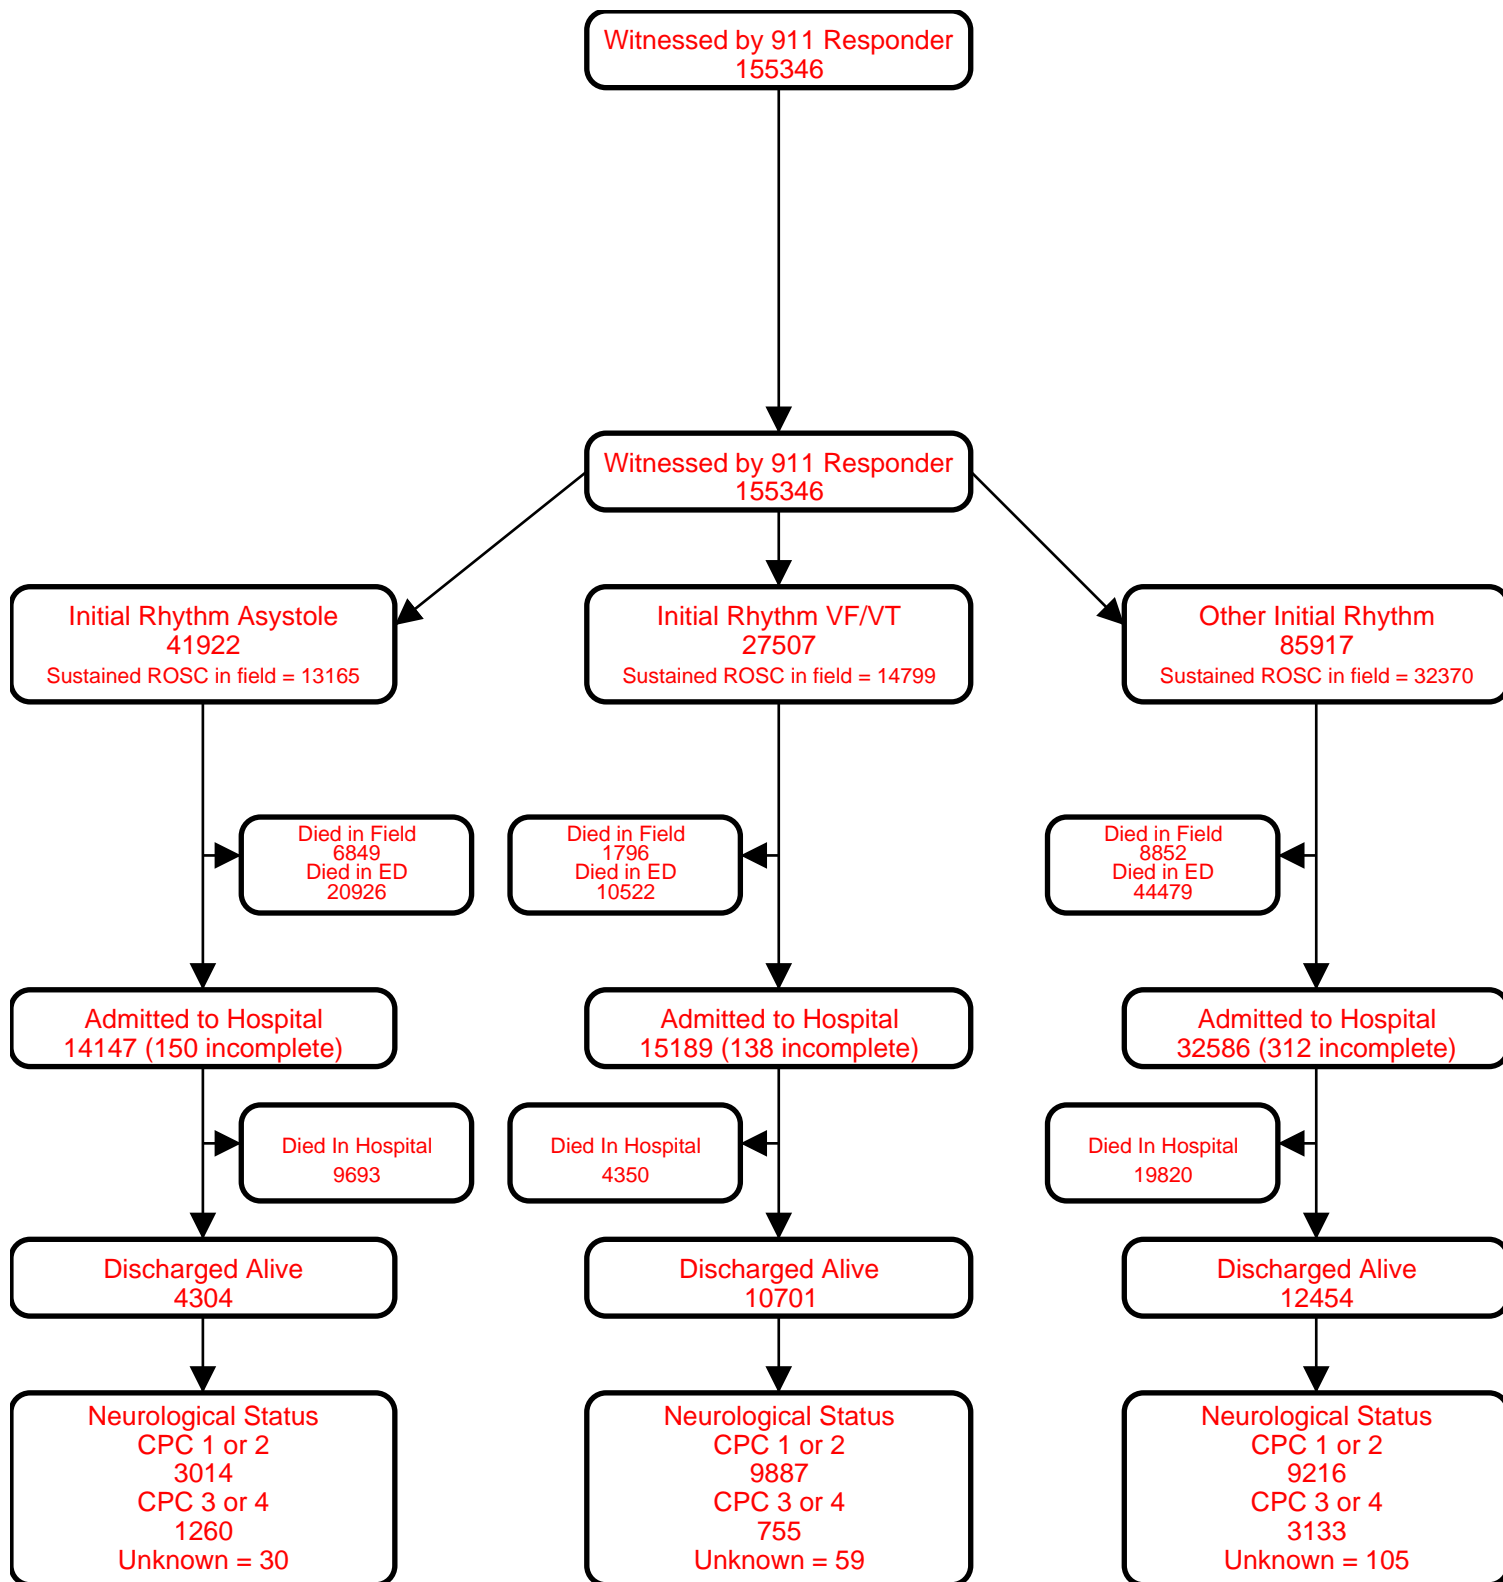 Witnessed by 911 Responder
155346
Witnessed by 911 Responder
155346
Initial Rhythm Asystole
41922
Sustained ROSC in field = 13165
Initial Rhythm VF/VT
27507
Sustained ROSC in field = 14799
Other Initial Rhythm
85917
Sustained ROSC in field = 32370
Died in Field
6849
Died in ED
20926
Died in Field
1796
Died in ED
10522
Died in Field
8852
Died in ED
44479
Admitted to Hospital
14147 (150 incomplete)
Admitted to Hospital
15189 (138 incomplete)
Admitted to Hospital
32586 (312 incomplete)
Died In Hospital
9693
Died In Hospital
4350
Died In Hospital
19820
Discharged Alive
4304
Discharged Alive
10701
Discharged Alive
12454
Neurological Status
CPC 1 or 2
3014
CPC 3 or 4
1260
Unknown = 30
Neurological Status
CPC 1 or 2
9887
CPC 3 or 4
755
Unknown = 59
Neurological Status
CPC 1 or 2
9216
CPC 3 or 4
3133
Unknown = 105